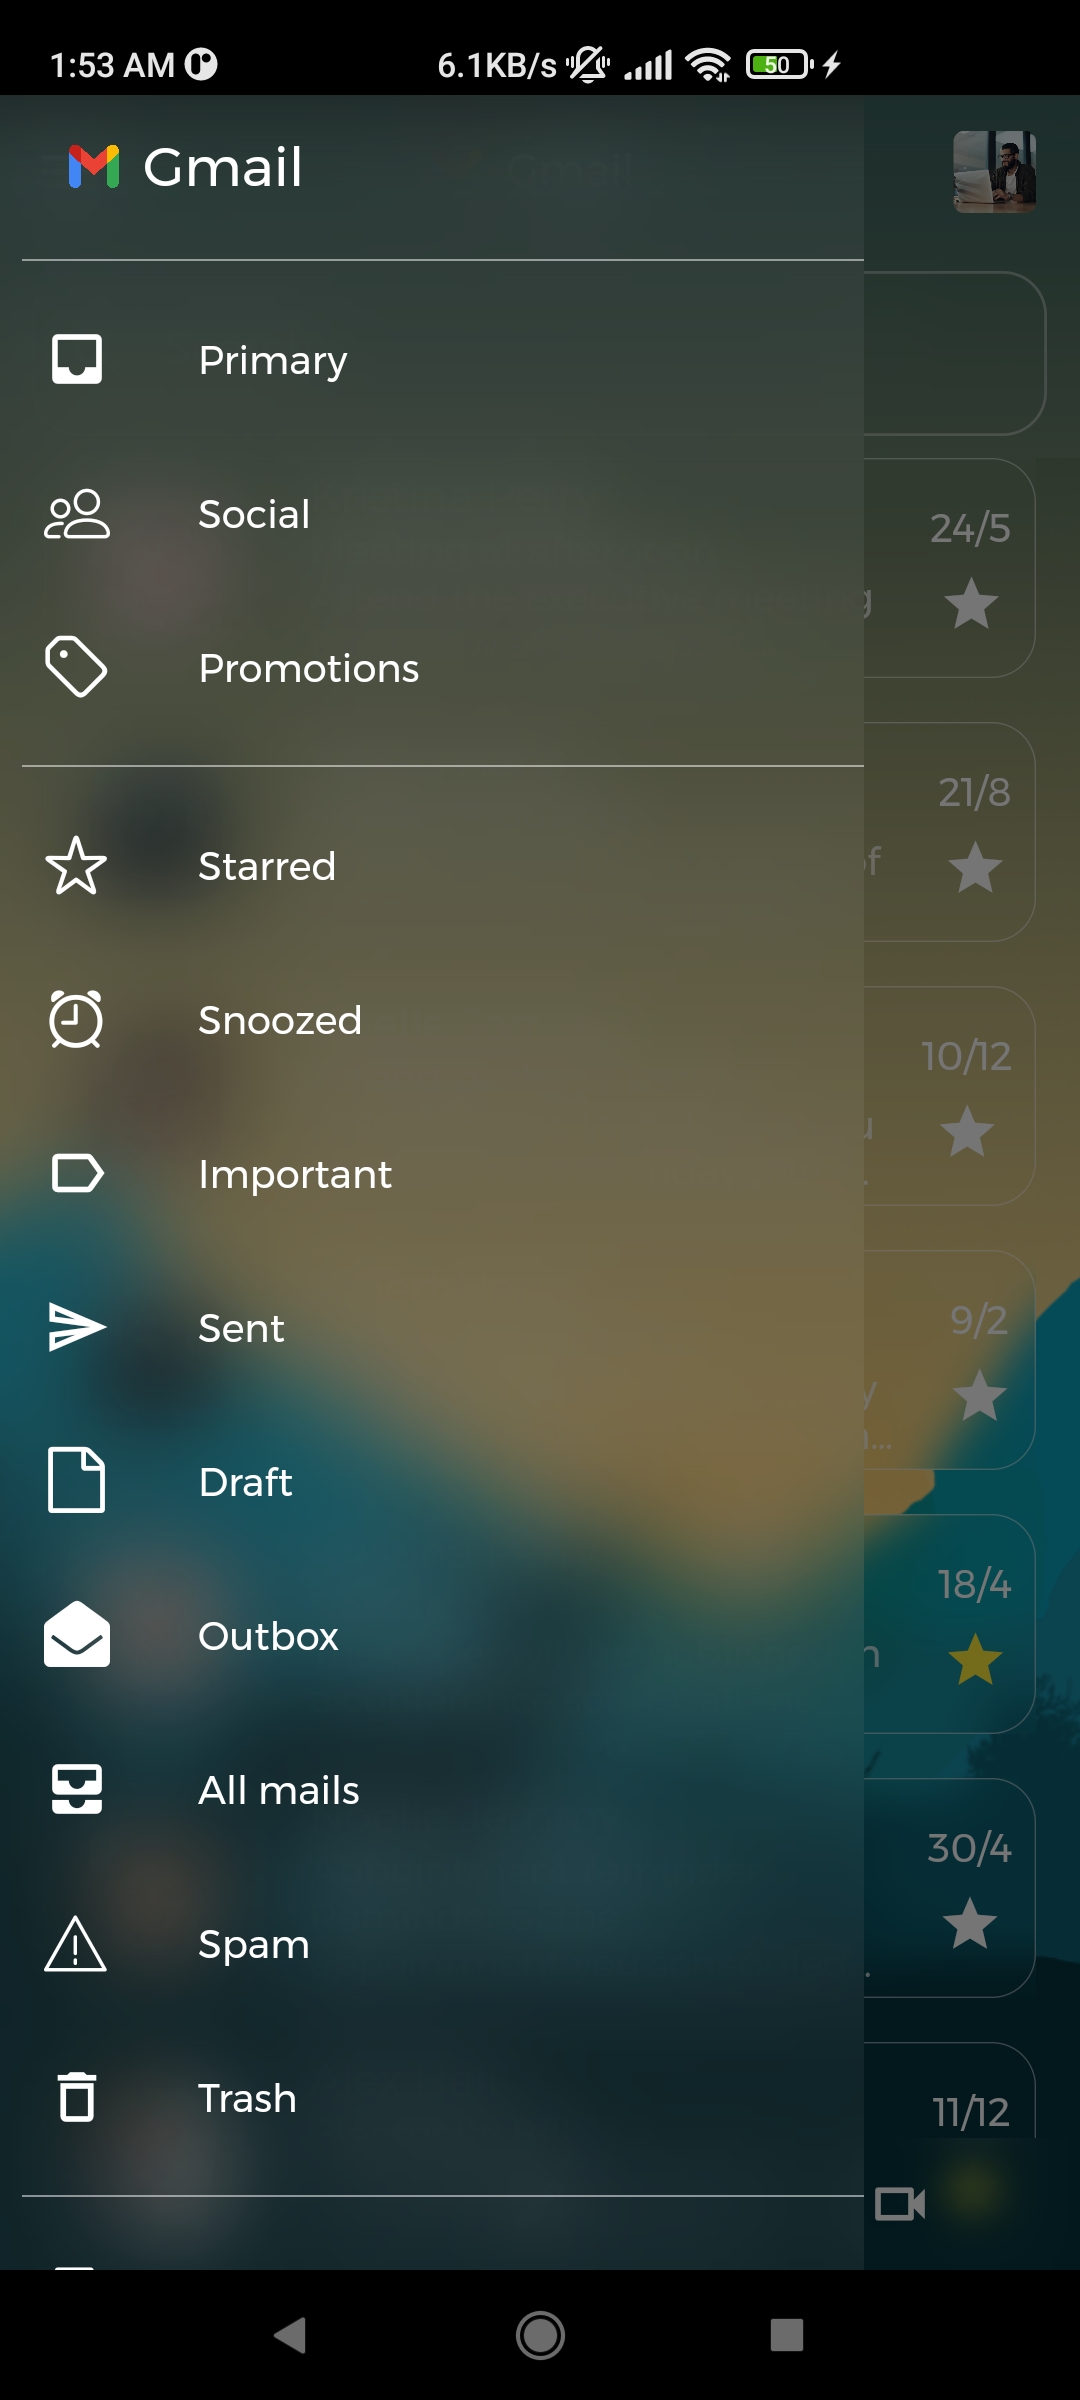 1:53 AM 6.1KB/s 50
Gmail
Primary
Social
24/5
g
Promotions
21/8
Starred
of
Snoozed
10/12
u
Important
.
Sent
9/2
y
Draft
...
18/4
Outbox
n
All mails
30/4
Spam
.
Trash
11/12